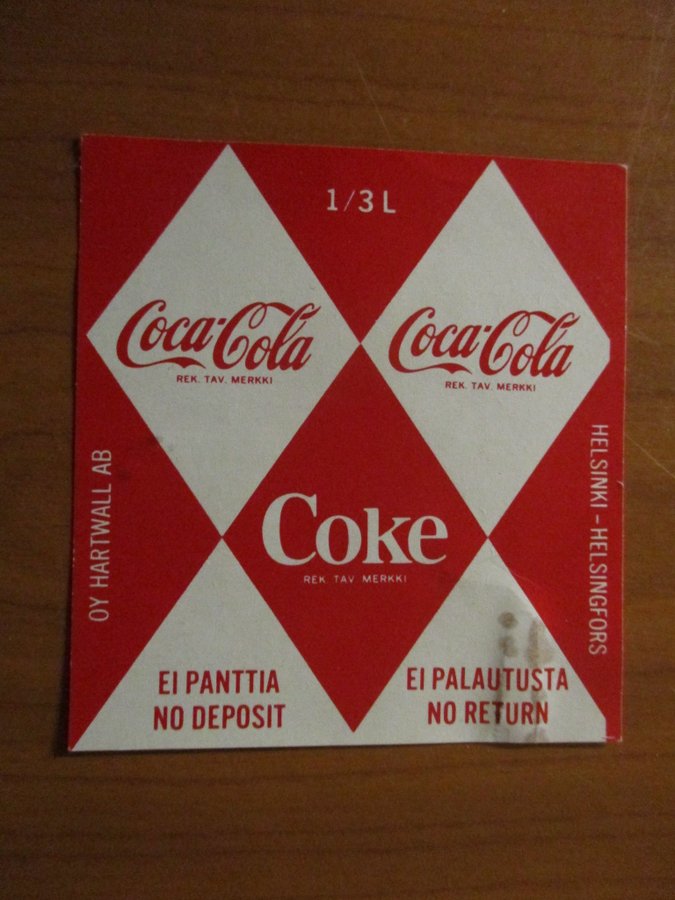 1/3 L
Coca-Cola
REK. TAV. MERKKI
Coca-Cola
REK. TAV. MERKKI
OY HARTWALL AB
HELSINKI – HELSINGFORS
Coke
REK TAV MERKKI
EI PANTTIA
NO DEPOSIT
EI PALAUTUSTA
NO RETURN